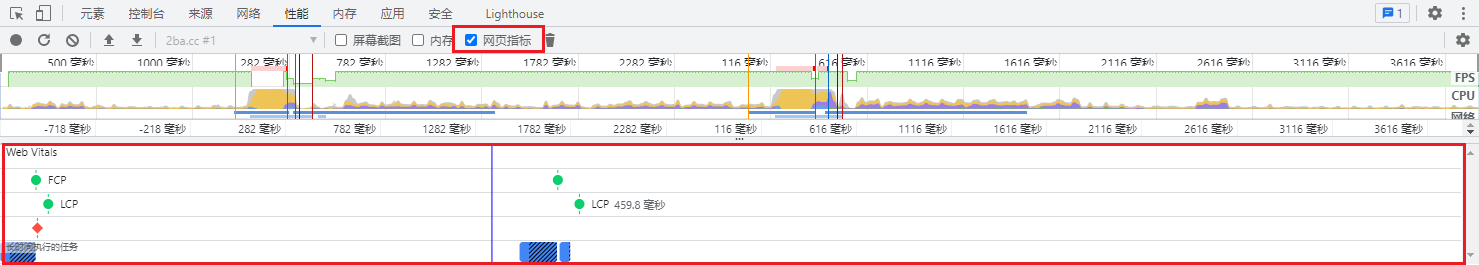 元素 控制台 来源 网络 性能 内存 应用 安全 Lighthouse 1
2ba.cc #1 屏幕截图 内存 网页指标
500 毫秒 1000 毫秒 282 毫秒 782 毫秒 1282 毫秒 1782 毫秒 2282 毫秒 116 毫秒 616 毫秒 1116 毫秒 1616 毫秒 2116 毫秒 2616 毫秒 3116 毫秒 3616 毫秒
FPS
CPU
网络
-718 毫秒 -218 毫秒 282 毫秒 782 毫秒 1282 毫秒 1782 毫秒 2282 毫秒 116 毫秒 616 毫秒 1116 毫秒 1616 毫秒 2116 毫秒 2616 毫秒 3116 毫秒 3616 毫秒
Web Vitals
FCP
LCP LCP 459.8 毫秒
长时间执行的任务